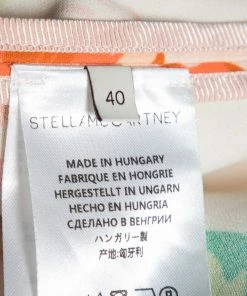 40
STELLA McCARTNEY
MADE IN HUNGARY
FABRIQUE EN HONGRIE
HERGESTELLT IN UNGARN
HECHO EN HUNGRIA
СДЕЛАНО В ВЕНГРИИ
ハンガリー製
产地:匈牙利